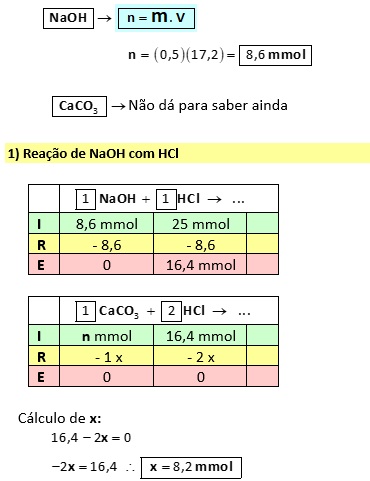 NaOH → n = m . V
n = (0,5)(17,2) = 8,6 mmol
CaCO₃ → Não dá para saber ainda
1) Reação de NaOH com HCl
1 NaOH + 1 HCl → ...
I 8,6 mmol 25 mmol
R - 8,6 - 8,6
E 0 16,4 mmol
1 CaCO₃ + 2 HCl → ...
I n mmol 16,4 mmol
R - 1 x - 2 x
E 0 0
Cálculo de x:
16,4 − 2x = 0
−2x = 16,4 ∴ x = 8,2 mmol